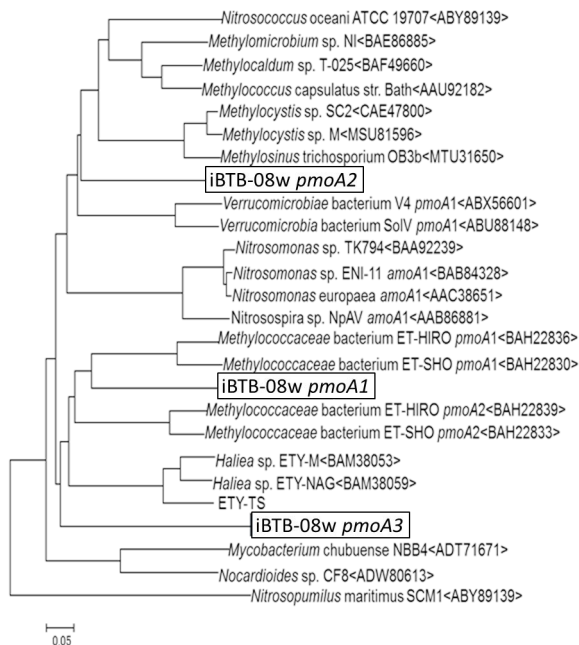 Nitrosococcus oceani ATCC 19707<ABY89139>
Methylomicrobium sp. NI<BAE86885>
Methylocaldum sp. T-025<BAF49660>
Methylococcus capsulatus str. Bath<AAU92182>
Methylocystis sp. SC2<CAE47800>
Methylocystis sp. M<MSU81596>
Methylosinus trichosporium OB3b<MTU31650>
iBTB-08w pmoA2
Verrucomicrobiae bacterium V4 pmoA1<ABX56601>
Verrucomicrobia bacterium SolV pmoA1<ABU88148>
Nitrosomonas sp. TK794<BAA92239>
Nitrosomonas sp. ENI-11 amoA1<BAB84328>
Nitrosomonas europaea amoA1<AAC38651>
Nitrosospira sp. NpAV amoA1<AAB86881>
Methylococcaceae bacterium ET-HIRO pmoA1<BAH22836>
Methylococcaceae bacterium ET-SHO pmoA1<BAH22830>
iBTB-08w pmoA1
Methylococcaceae bacterium ET-HIRO pmoA2<BAH22839>
Methylococcaceae bacterium ET-SHO pmoA2<BAH22833>
Haliea sp. ETY-M<BAM38053>
Haliea sp. ETY-NAG<BAM38059>
ETY-TS
iBTB-08w pmoA3
Mycobacterium chubuense NBB4<ADT71671>
Nocardioides sp. CF8<ADW80613>
Nitrosopumilus maritimus SCM1<ABY89139>
0.05